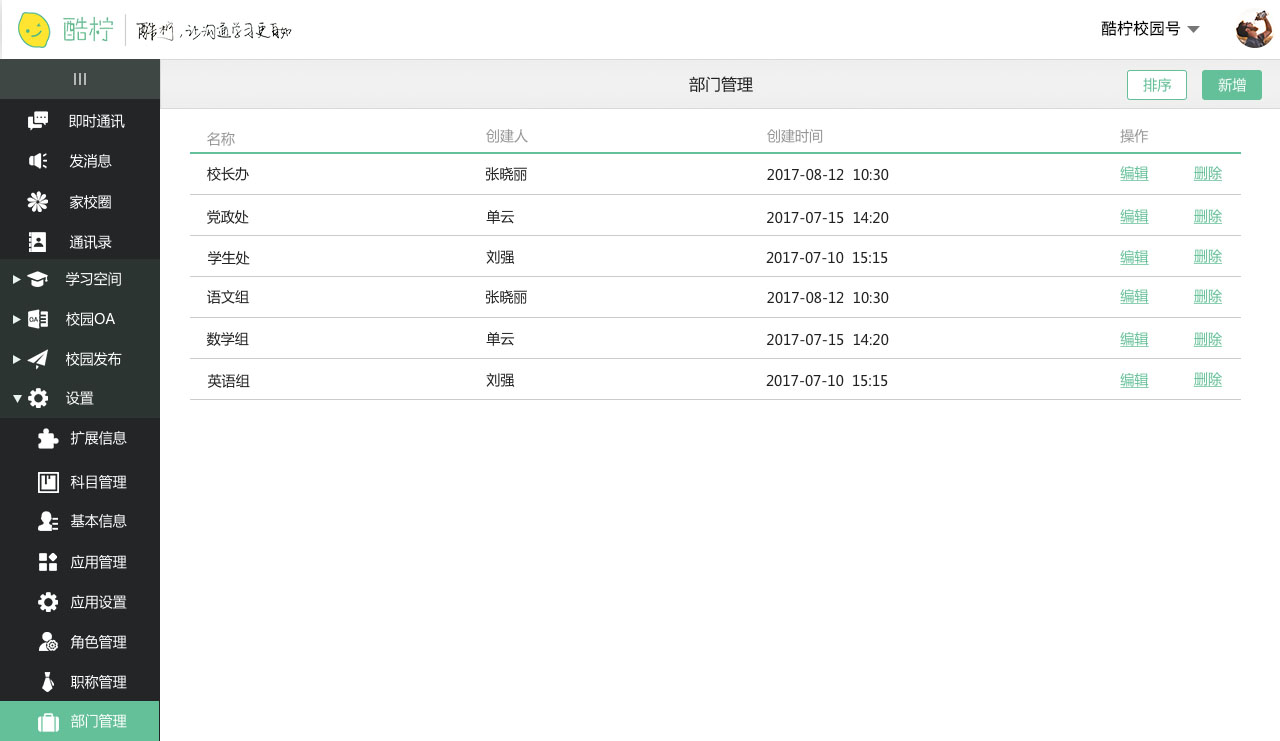 酷柠 酷柠，让沟通学习更聊
酷柠校园号
部门管理
排序 新增
即时通讯
发消息
家校圈
通讯录
学习空间
OA 校园OA
校园发布
设置
扩展信息
科目管理
基本信息
应用管理
应用设置
角色管理
职称管理
部门管理
名称 创建人 创建时间 操作
校长办 张晓丽 2017-08-12 10:30 编辑 删除
党政处 单云 2017-07-15 14:20 编辑 删除
学生处 刘强 2017-07-10 15:15 编辑 删除
语文组 张晓丽 2017-08-12 10:30 编辑 删除
数学组 单云 2017-07-15 14:20 编辑 删除
英语组 刘强 2017-07-10 15:15 编辑 删除